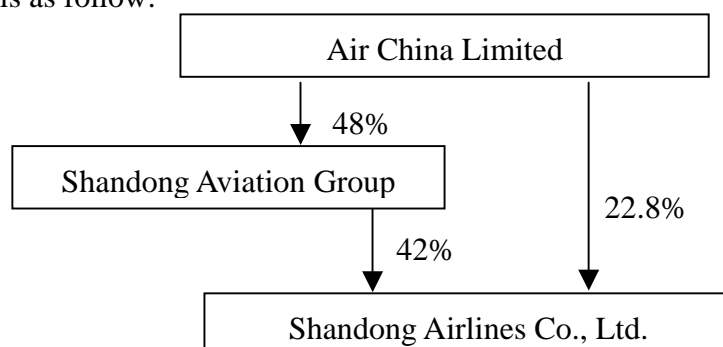 is as follow:
Air China Limited
48%
Shandong Aviation Group
22.8%
42%
Shandong Airlines Co., Ltd.